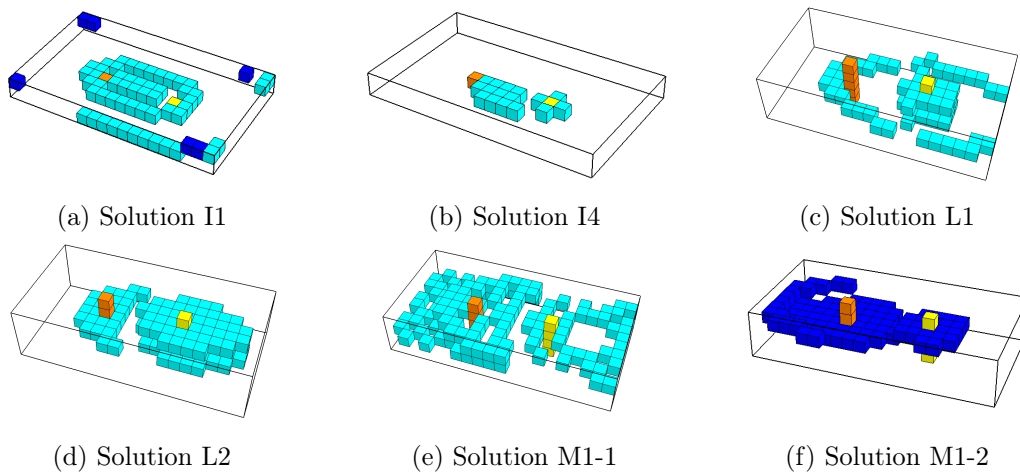 (a) Solution I1
(b) Solution I4
(c) Solution L1
(d) Solution L2
(e) Solution M1-1
(f) Solution M1-2